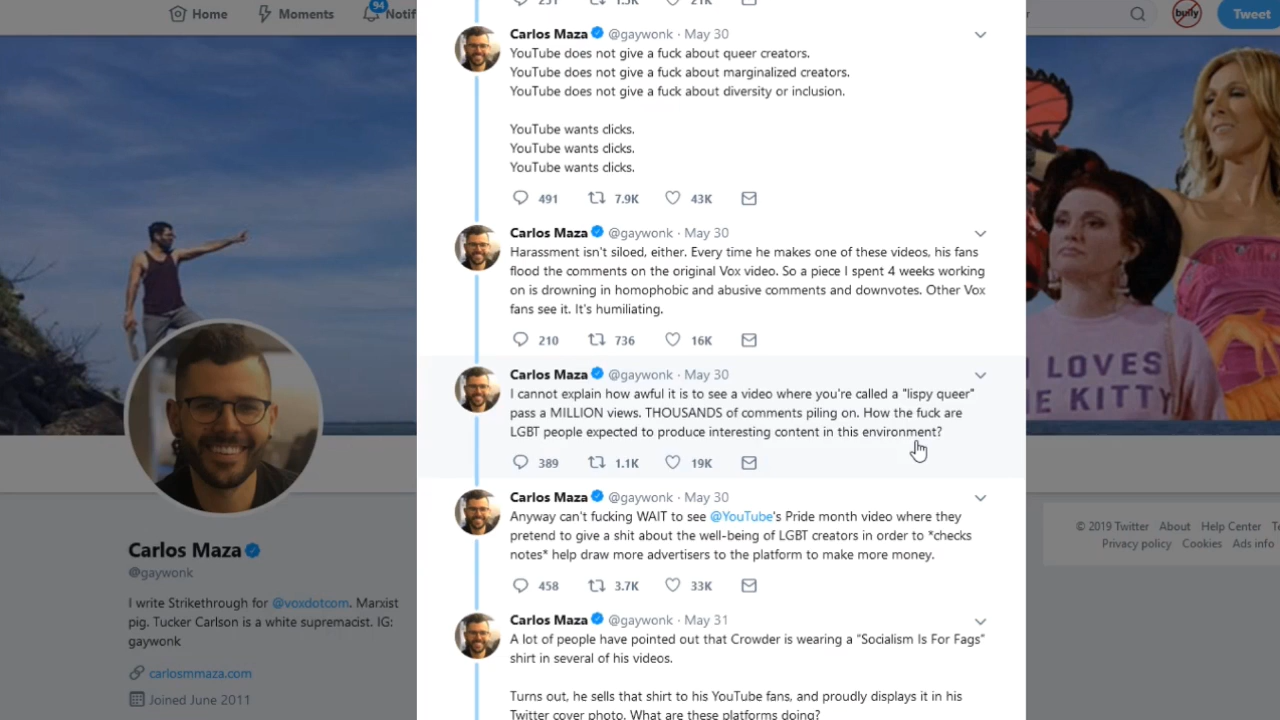 Home
Moments
94
Notif
bully
Tweet
251
1.5K
21K
Carlos Maza @gaywonk · May 30
YouTube does not give a fuck about queer creators.
YouTube does not give a fuck about marginalized creators.
YouTube does not give a fuck about diversity or inclusion.
YouTube wants clicks.
YouTube wants clicks.
YouTube wants clicks.
491 7.9K 43K
Carlos Maza @gaywonk · May 30
Harassment isn't siloed, either. Every time he makes one of these videos, his fans
flood the comments on the original Vox video. So a piece I spent 4 weeks working
on is drowning in homophobic and abusive comments and downvotes. Other Vox
fans see it. It's humiliating.
210 736 16K
Carlos Maza @gaywonk · May 30
I cannot explain how awful it is to see a video where you're called a "lispy queer"
pass a MILLION views. THOUSANDS of comments piling on. How the fuck are
LGBT people expected to produce interesting content in this environment?
389 1.1K 19K
Carlos Maza @gaywonk · May 30
Anyway can't fucking WAIT to see @YouTube's Pride month video where they
pretend to give a shit about the well-being of LGBT creators in order to *checks
notes* help draw more advertisers to the platform to make more money.
458 3.7K 33K
Carlos Maza @gaywonk · May 31
A lot of people have pointed out that Crowder is wearing a "Socialism Is For Fags"
shirt in several of his videos.
Turns out, he sells that shirt to his YouTube fans, and proudly displays it in his
Twitter cover photo. What are these platforms doing?
Carlos Maza
@gaywonk
I write Strikethrough for @voxdotcom. Marxist
pig. Tucker Carlson is a white supremacist. IG:
gaywonk
carlosmmaza.com
Joined June 2011
LOVES
KITTY
© 2019 Twitter About Help Center
Privacy policy Cookies Ads info